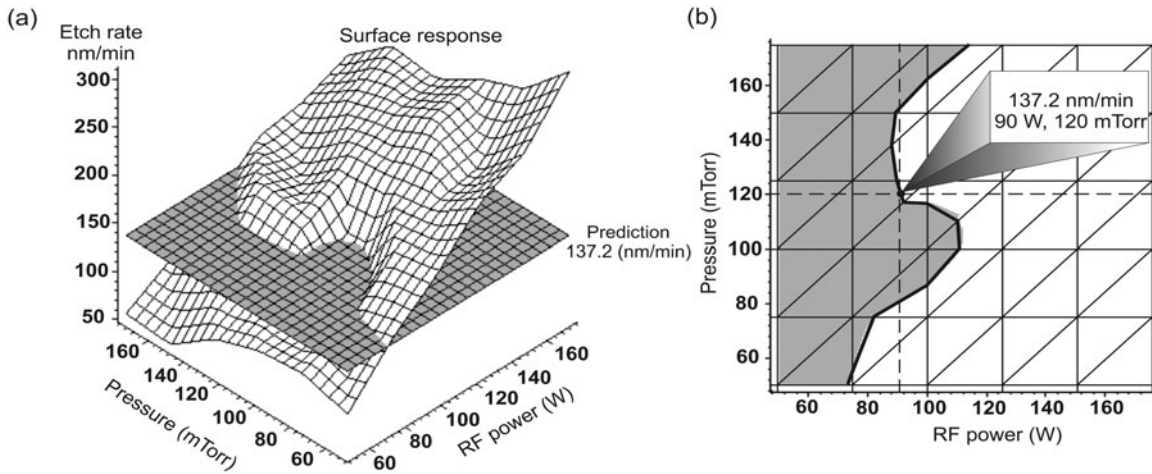 (a)
Etch rate
nm/min
Surface response
300
250
200
150
100
50
Prediction
137.2 (nm/min)
160
140
120
100
80
60
Pressure (mTorr)
60
80
100
120
140
160
RF power (W)
(b)
160
140
120
100
80
60
Pressure (mTorr)
137.2 nm/min
90 W, 120 mTorr
60
80
100
120
140
160
RF power (W)